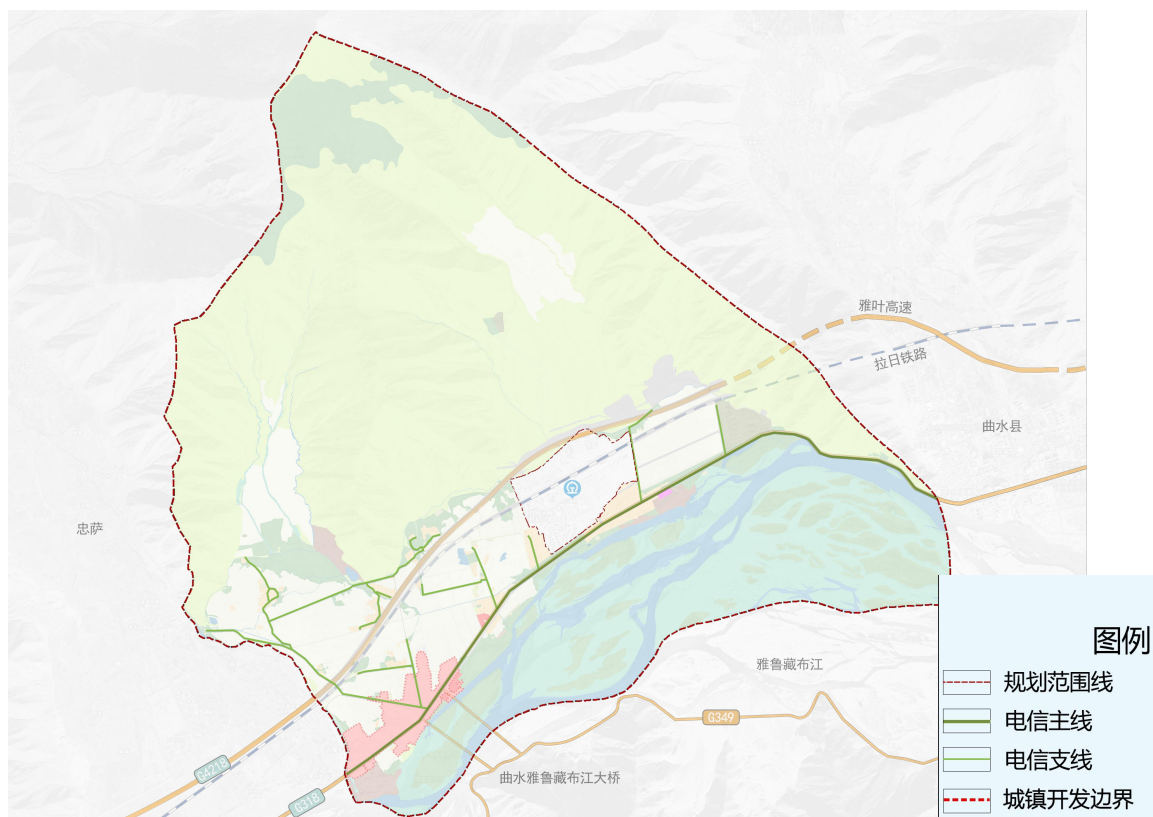 雅叶高速
拉日铁路
曲水县
忠萨
雅鲁藏布江
G349
曲水雅鲁藏布江大桥
G4218
G318
图例
规划范围线
电信主线
电信支线
城镇开发边界